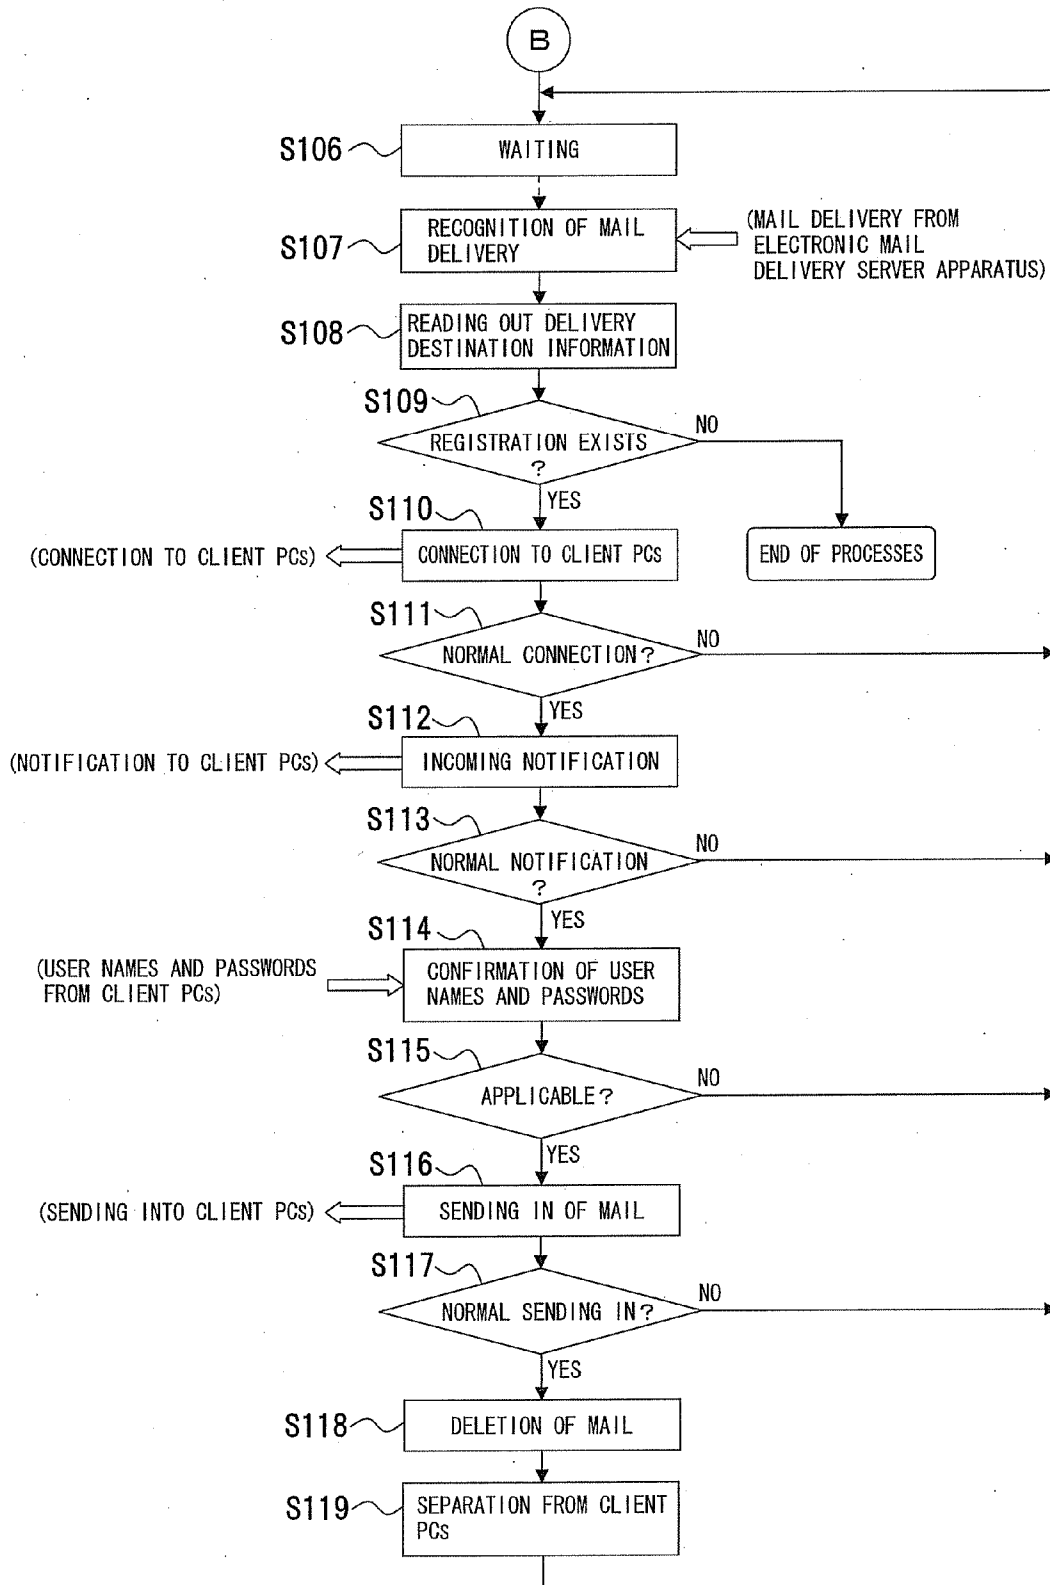 B
S106
WAITING
S107
RECOGNITION OF MAIL
DELIVERY
(MAIL DELIVERY FROM
ELECTRONIC MAIL
DELIVERY SERVER APPARATUS)
S108
READING OUT DELIVERY
DESTINATION INFORMATION
S109
REGISTRATION EXISTS
?
NO
YES
S110
(CONNECTION TO CLIENT PCs)
CONNECTION TO CLIENT PCs
END OF PROCESSES
S111
NORMAL CONNECTION?
NO
YES
S112
(NOTIFICATION TO CLIENT PCs)
INCOMING NOTIFICATION
S113
NORMAL NOTIFICATION
?
NO
YES
S114
(USER NAMES AND PASSWORDS
FROM CLIENT PCs)
CONFIRMATION OF USER
NAMES AND PASSWORDS
S115
APPLICABLE?
NO
YES
S116
(SENDING INTO CLIENT PCs)
SENDING IN OF MAIL
S117
NORMAL SENDING IN?
NO
YES
S118
DELETION OF MAIL
S119
SEPARATION FROM CLIENT
PCs